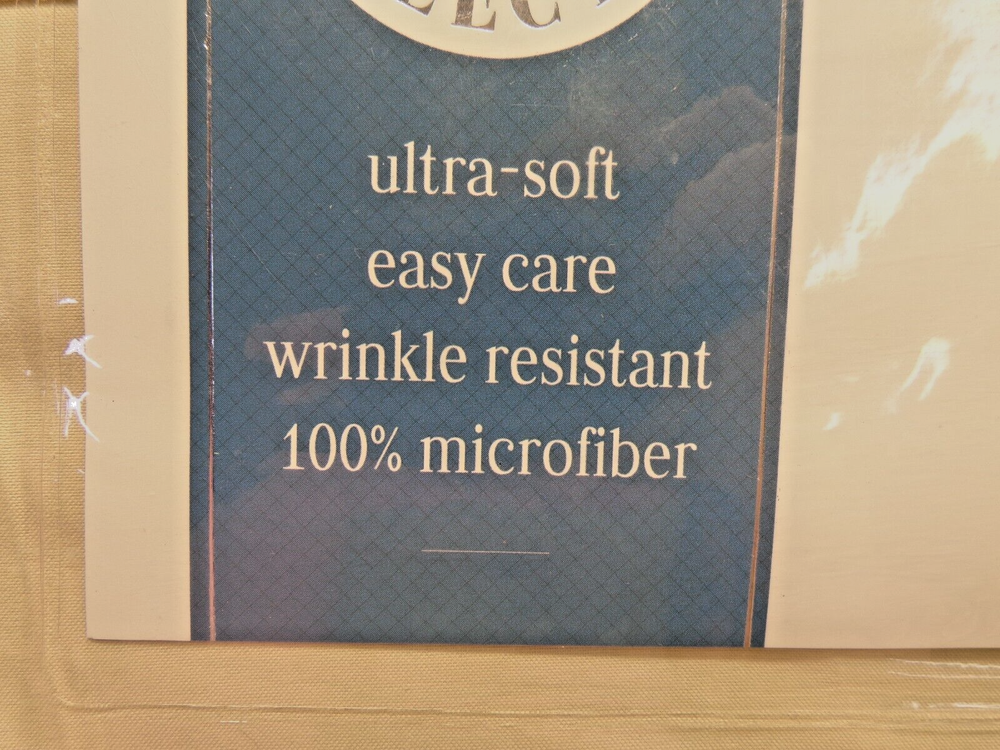 ultra-soft
easy care
wrinkle resistant
100% microfiber